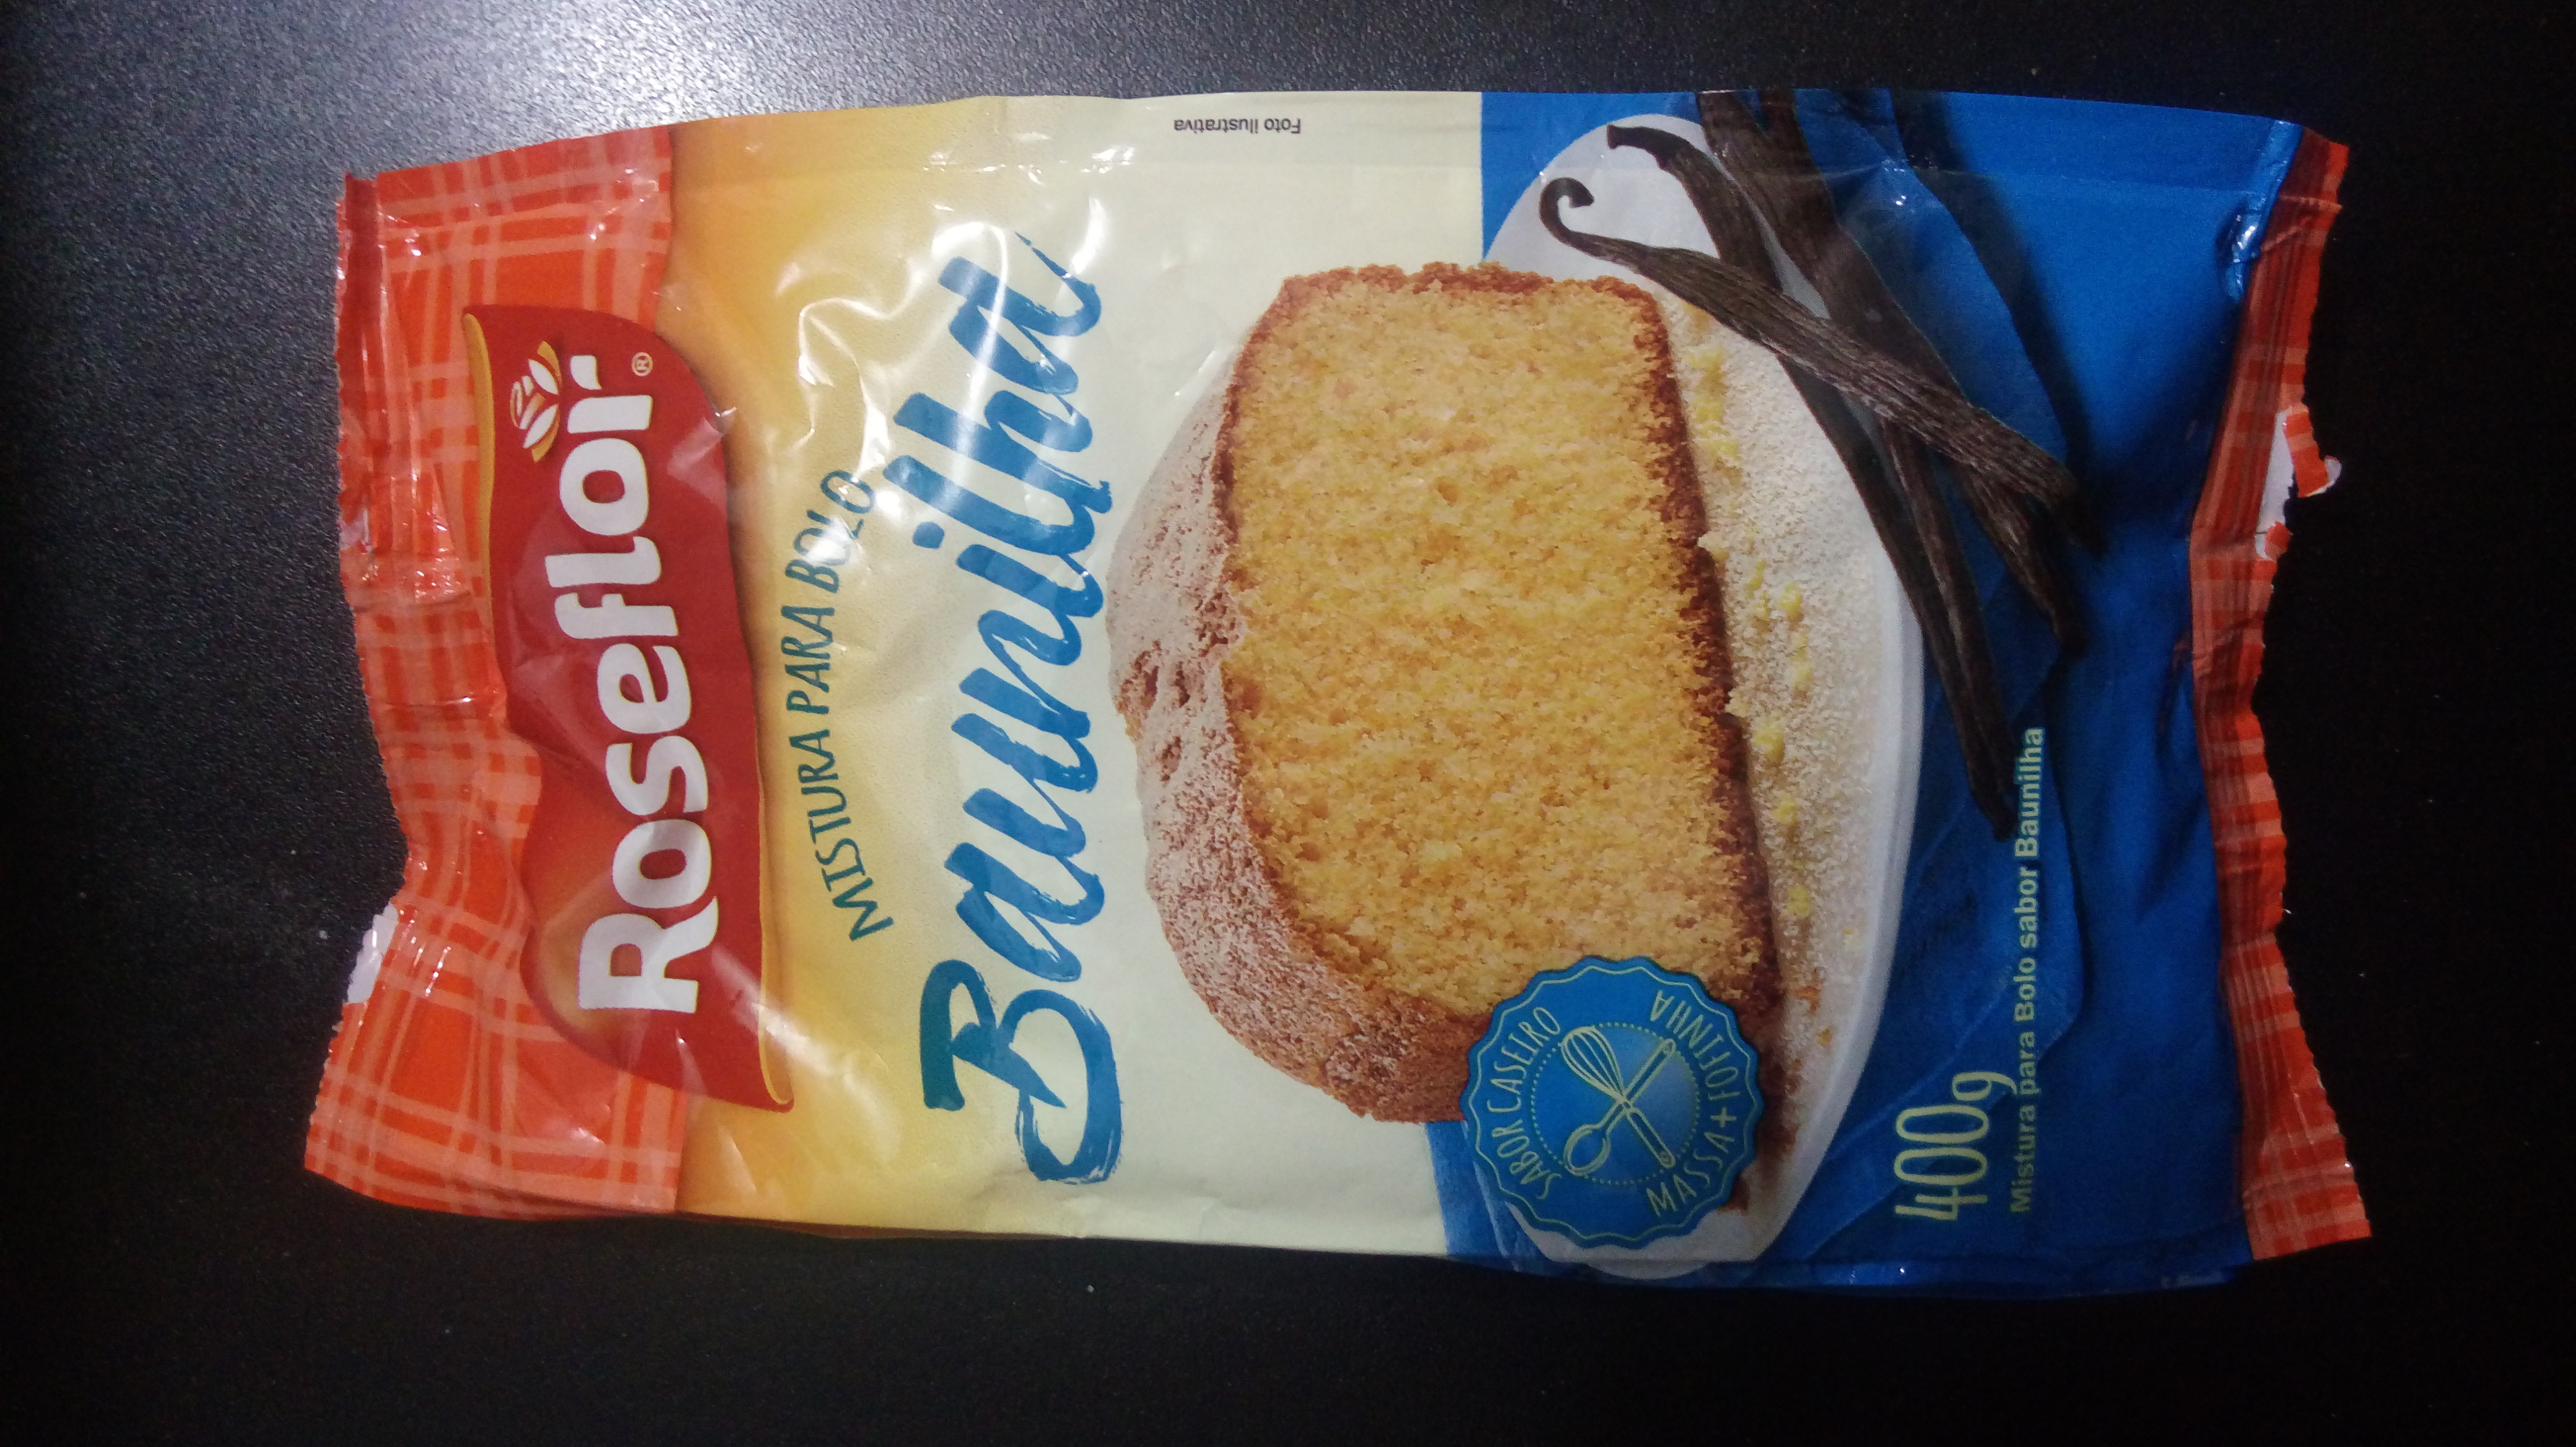 Roseflor®
MISTURA PARA BOLO
Baunilha
SABOR CASEIRO
MASSA + FOFINHA
400g
Mistura para Bolo sabor Baunilha
Foto ilustrativa